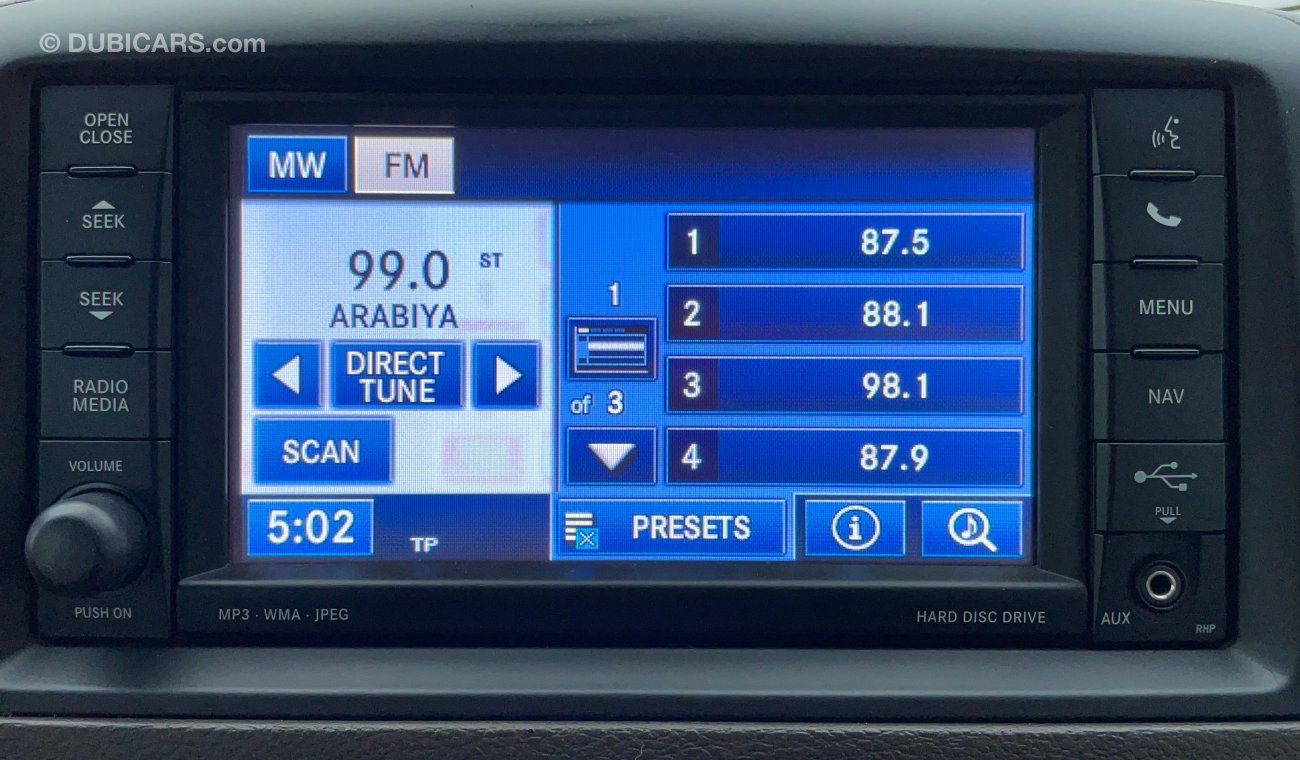 © DUBICARS.com
OPEN
CLOSE
SEEK
SEEK
RADIO
MEDIA
VOLUME
PUSH ON
MW
FM
99.0 ST
ARABIYA
DIRECT
TUNE
SCAN
5:02
TP
1
of 3
1 87.5
2 88.1
3 98.1
4 87.9
PRESETS
i
MP3 · WMA · JPEG
HARD DISC DRIVE
MENU
NAV
PULL
AUX
RHP